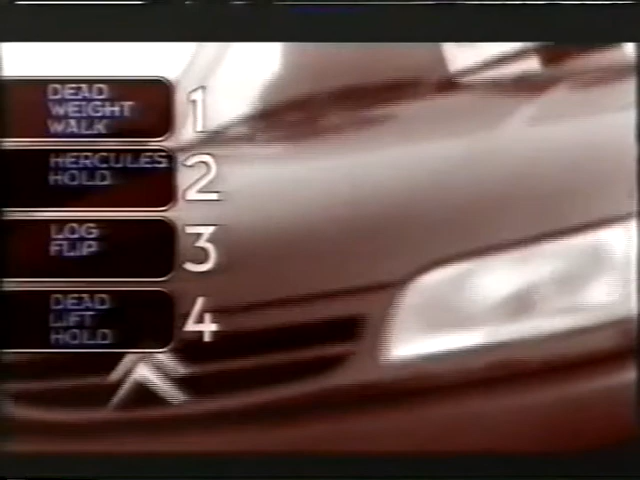 DEAD
WEIGHT
WALK
1
HERCULES
HOLD
2
LOG
FLIP
3
DEAD
LIFT
HOLD
4